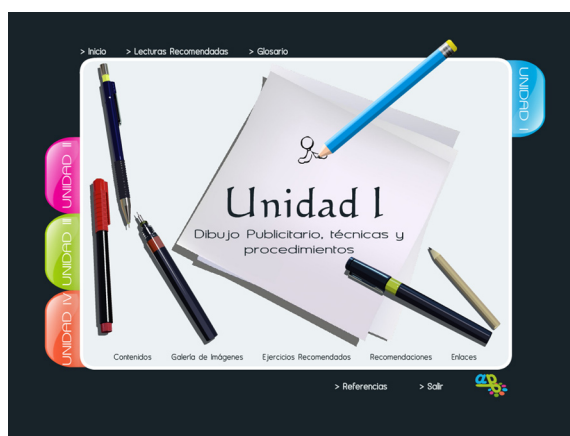 > Inicio > Lecturas Recomendadas > Glosario
UNIDAD I
UNIDAD II
UNIDAD III
UNIDAD IV
Unidad I
Dibujo Publicitario, técnicas y
procedimientos
Contenidos Galería de Imágenes Ejercicios Recomendados Recomendaciones Enlaces
> Referencias > Salir